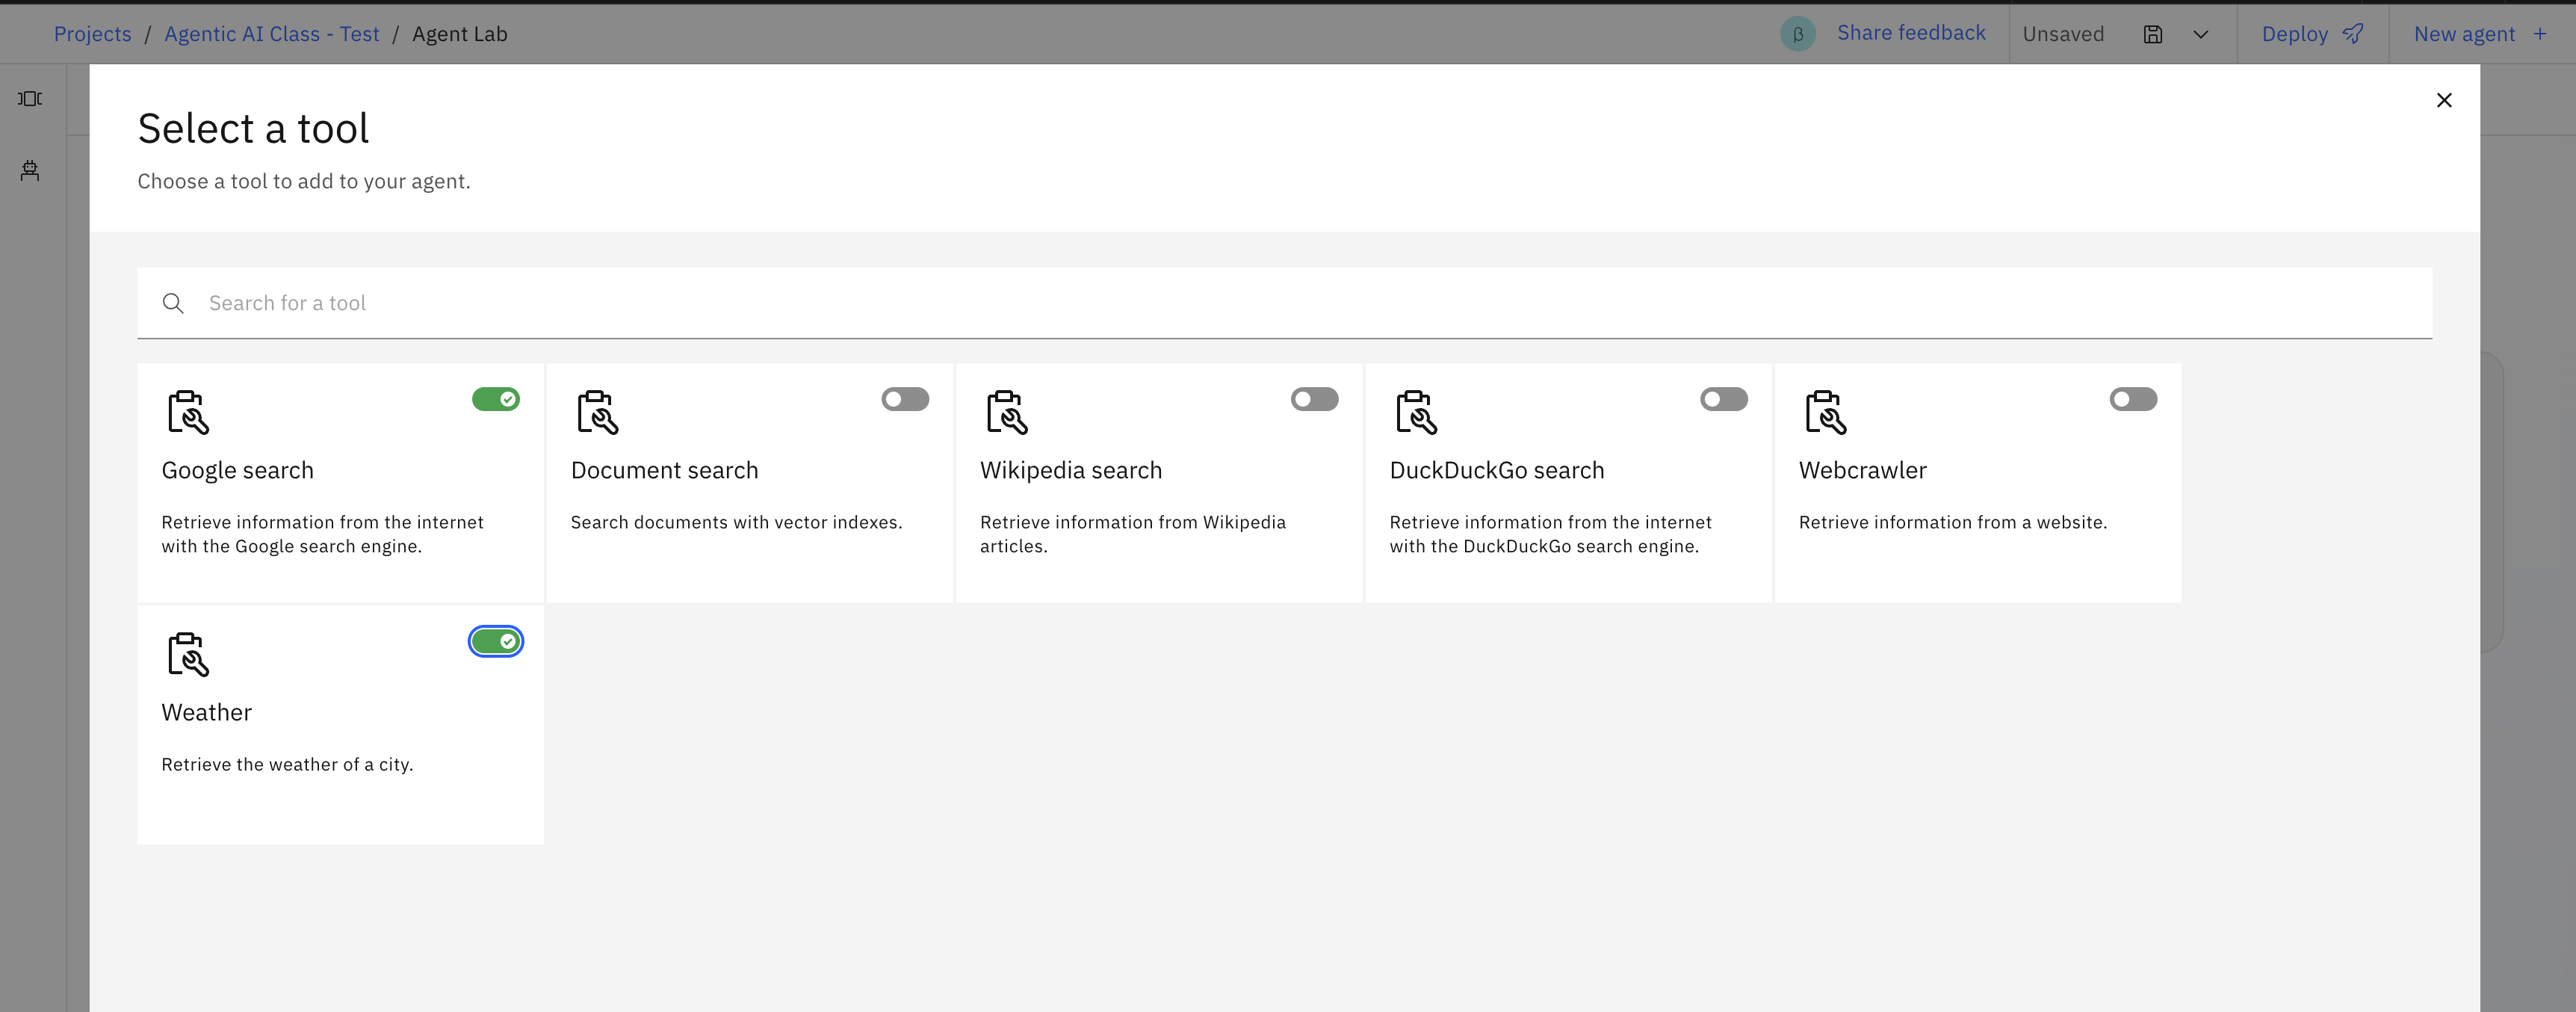 Projects / Agentic AI Class - Test / Agent Lab
β Share feedback
Unsaved
Deploy
New agent +
Select a tool
Choose a tool to add to your agent.
Search for a tool
Google search
Retrieve information from the internet
with the Google search engine.
Document search
Search documents with vector indexes.
Wikipedia search
Retrieve information from Wikipedia
articles.
DuckDuckGo search
Retrieve information from the internet
with the DuckDuckGo search engine.
Webcrawler
Retrieve information from a website.
Weather
Retrieve the weather of a city.